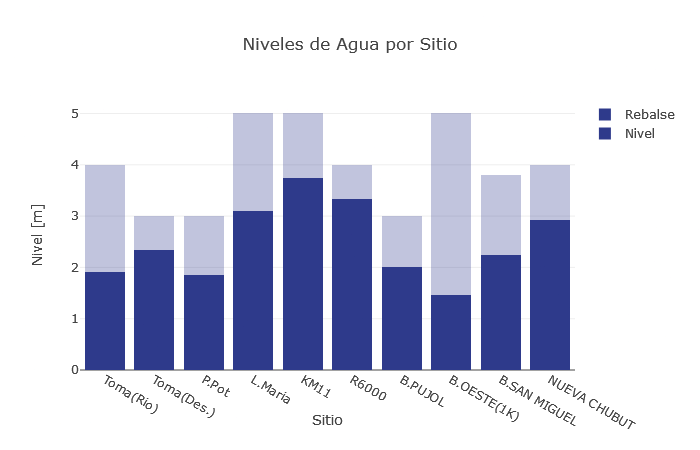 Niveles de Agua por Sitio
Rebalse
Nivel
Nivel [m]
5
4
3
2
1
0
Toma(Rio)
Toma(Des.)
P.Pot
L.Maria
KM11
R6000
B.PUJOL
B.OESTE(1K)
B.SAN MIGUEL
NUEVA CHUBUT
Sitio